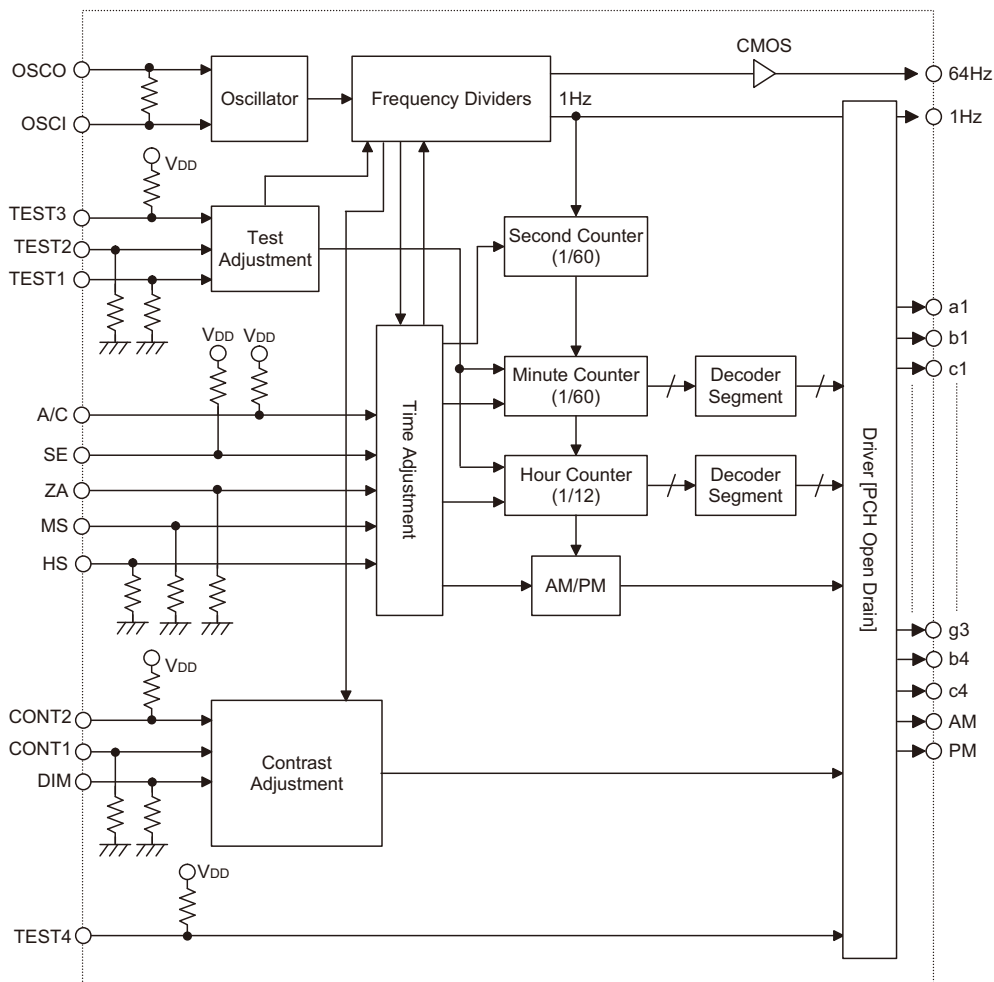 CMOS
OSCO
64Hz
Oscillator
Frequency Dividers
1Hz
1Hz
OSCI
VDD
TEST3
Test
Adjustment
Second Counter
(1/60)
TEST2
TEST1
a1
b1
c1
VDD
VDD
Minute Counter
(1/60)
Decoder
Segment
A/C
Time Adjustment
Driver [PCH Open Drain]
SE
Hour Counter
(1/12)
Decoder
Segment
ZA
MS
HS
AM/PM
g3
b4
c4
AM
PM
VDD
CONT2
CONT1
DIM
Contrast
Adjustment
VDD
TEST4